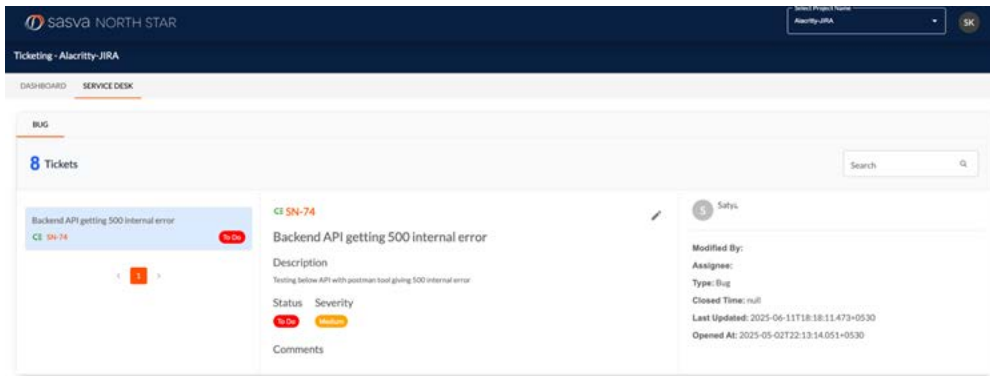 sasva NORTH STAR
Select Project Name
Alacritty-JIRA
SK
Ticketing - Alacritty-JIRA
DASHBOARD SERVICE DESK
BUG
8 Tickets
Search
Backend API getting 500 internal error
CE SN-74 To Do
< 1 >
CE SN-74
Backend API getting 500 internal error
Description
Testing below API with postman tool giving 500 internal error
Status Severity
To Do Medium
Comments
S Satya
Modified By:
Assignee:
Type: Bug
Closed Time: null
Last Updated: 2025-06-11T18:18:11.473+0530
Opened At: 2025-05-02T22:13:14.051+0530